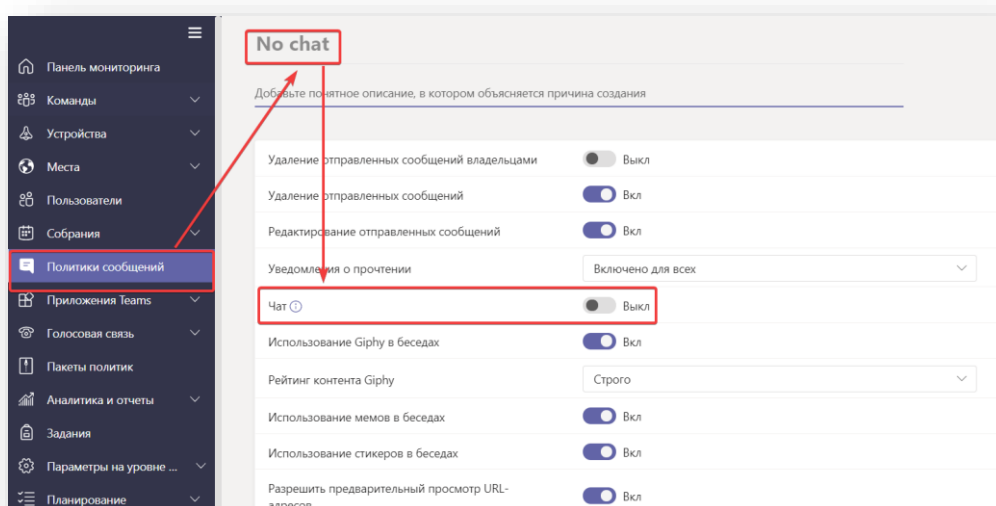 No chat
Панель мониторинга
Команды
Устройства
Места
Пользователи
Собрания
Политики сообщений
Приложения Teams
Голосовая связь
Пакеты политик
Аналитика и отчеты
Задания
Параметры на уровне ...
Планирование
Добавьте понятное описание, в котором объясняется причина создания
Удаление отправленных сообщений владельцами Выкл
Удаление отправленных сообщений Вкл
Редактирование отправленных сообщений Вкл
Уведомления о прочтении Включено для всех
Чат Выкл
Использование Giphy в беседах Вкл
Рейтинг контента Giphy Строго
Использование мемов в беседах Вкл
Использование стикеров в беседах Вкл
Разрешить предварительный просмотр URL-
адресов Вкл